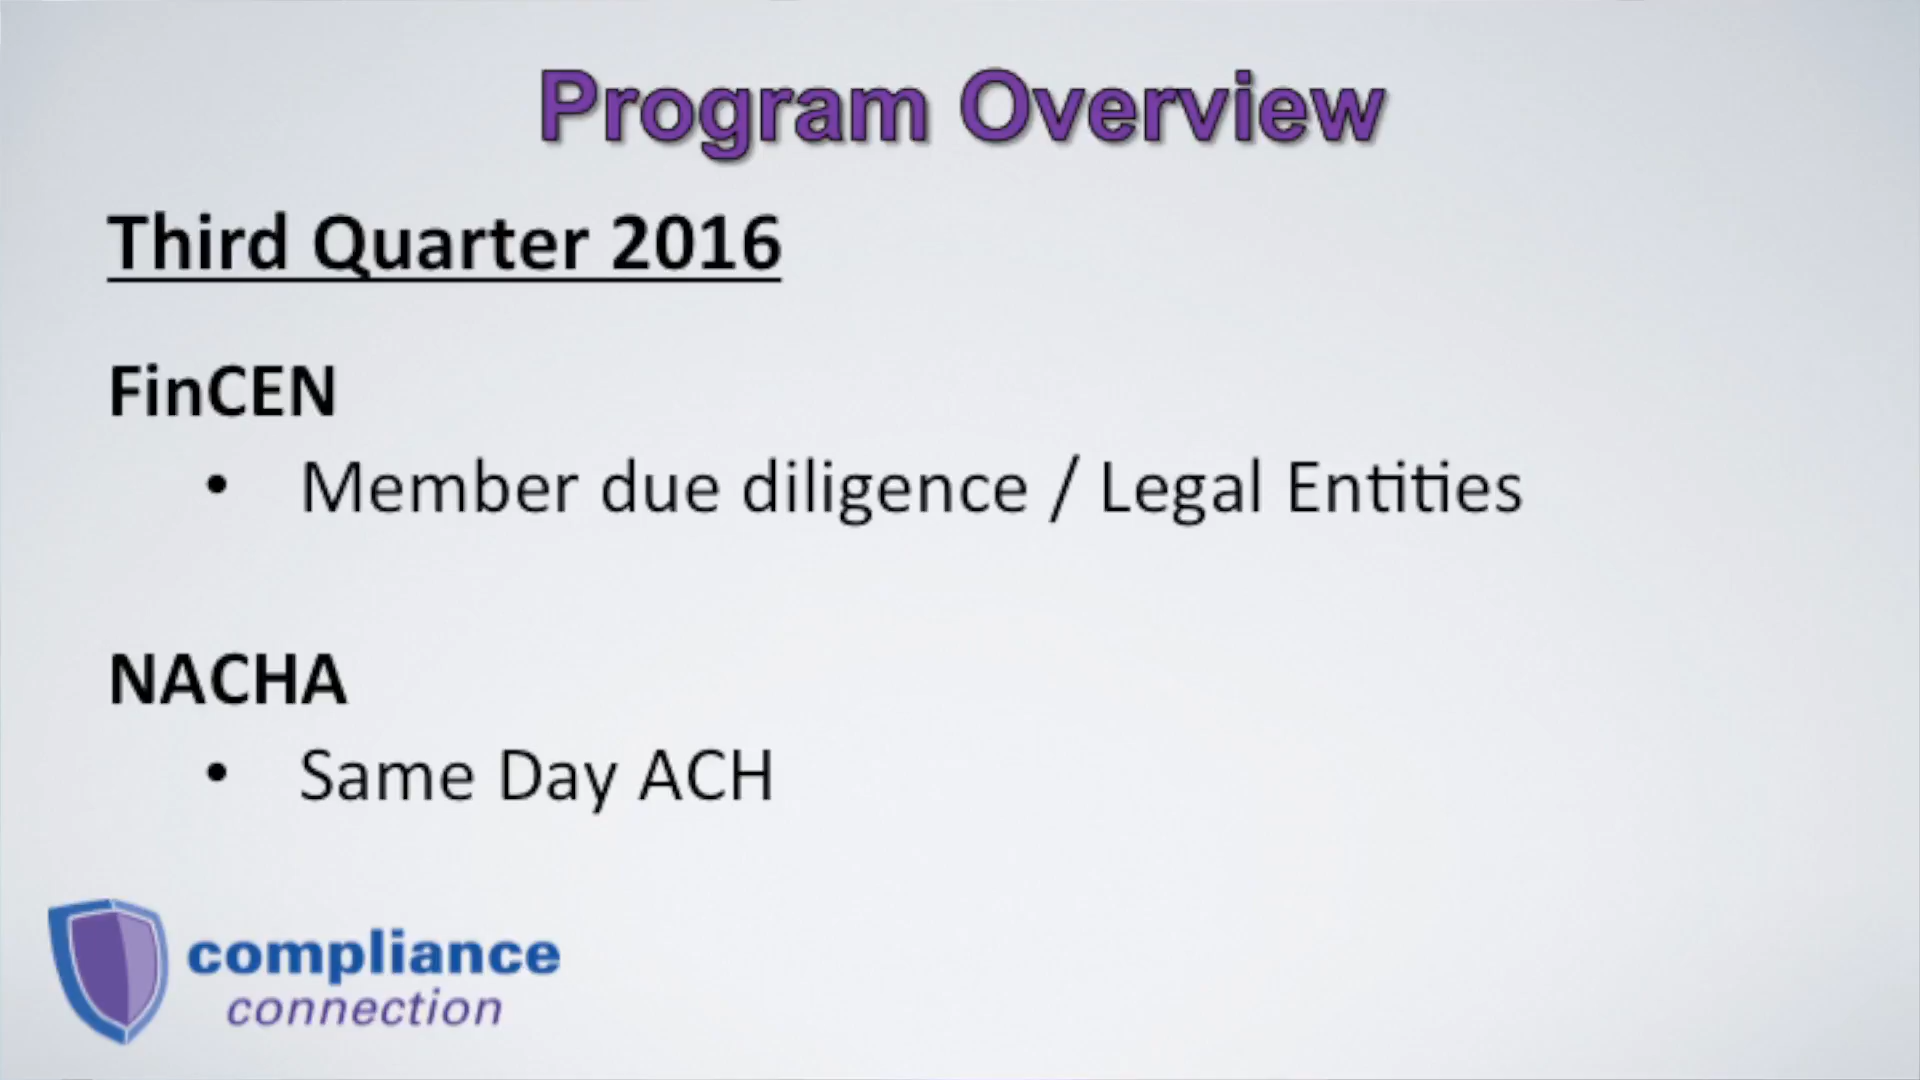 Program Overview
Third Quarter 2016
FinCEN
• Member due diligence / Legal Entities
NACHA
• Same Day ACH
compliance
connection